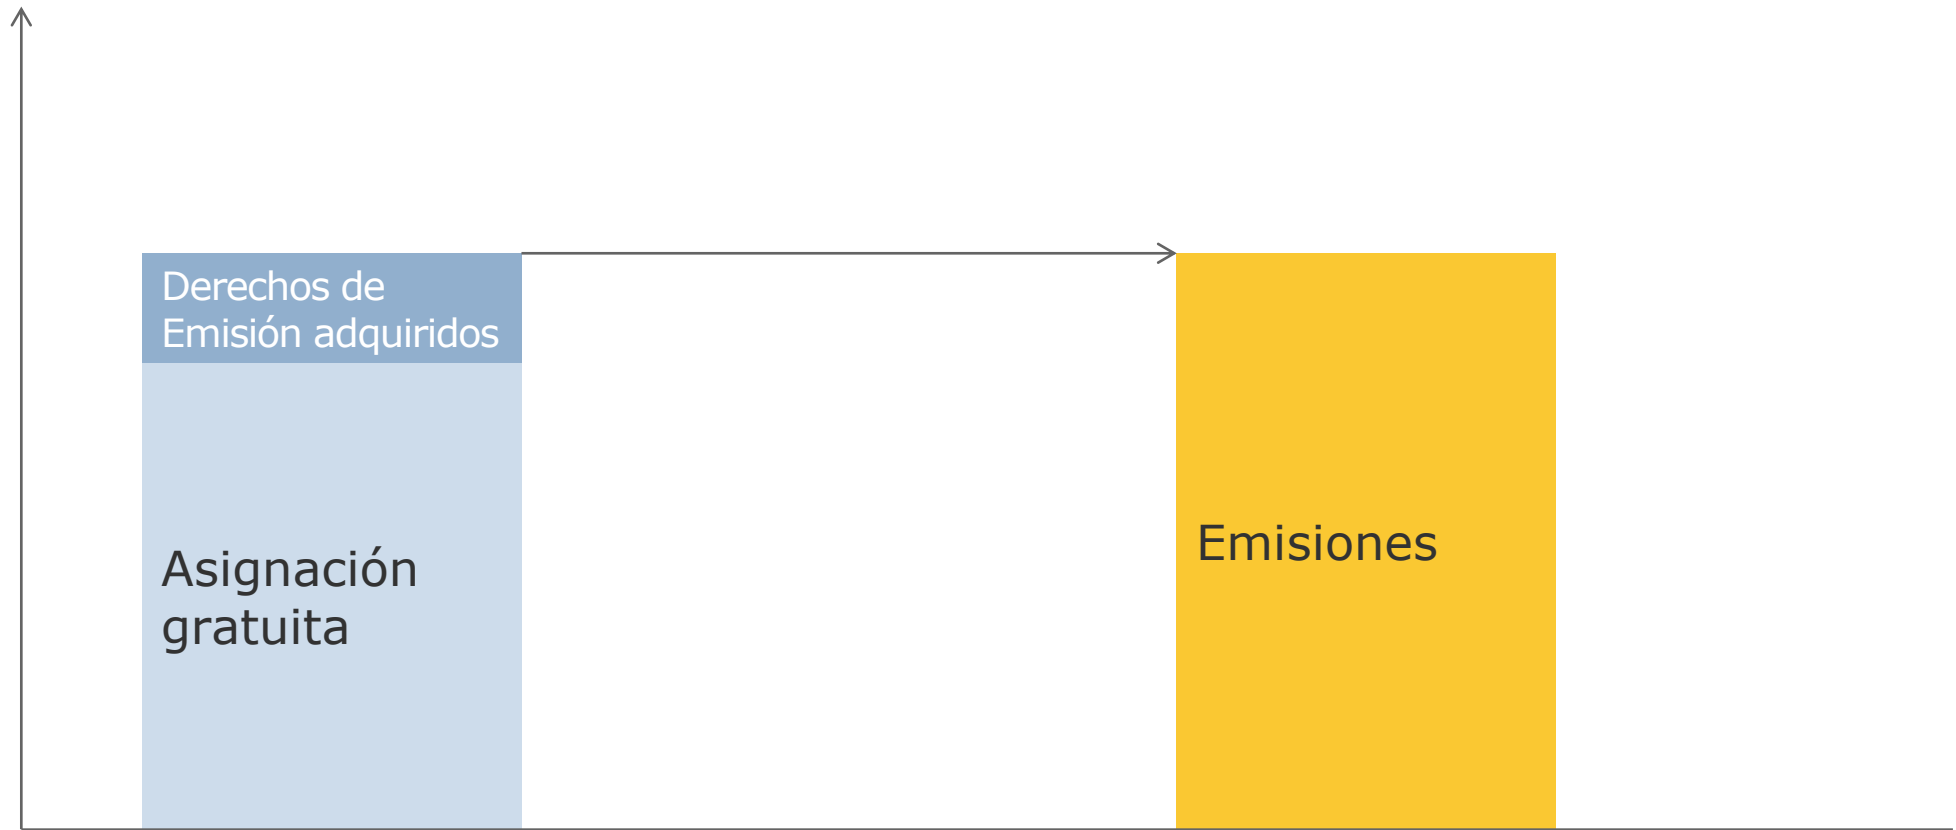 Derechos de
Emisión adquiridos
Asignación
gratuita
Emisiones